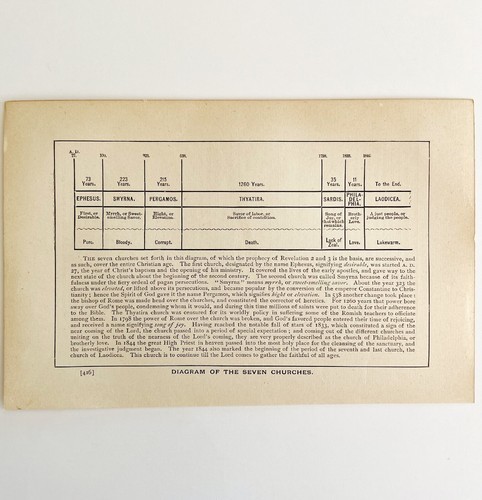 A. D.
27. 100. 323. 538. 1798. 1833. 1844.
73 Years. 223 Years. 215 Years. 1260 Years. 35 Years. 11 Years. To the End.
EPHESUS. SMYRNA. PERGAMOS. THYATIRA. SARDIS. PHILA-DEL-PHIA. LAODICEA.
First, or Desirable. Myrrh, or Sweet-smelling Savor. Height, or Elevation. Savor of labor, or Sacrifice of contrition. Song of Joy, or that which remains. Broth-erly Love. A just people, or Judging the people.
Pure. Bloody. Corrupt. Death. Lack of Zeal. Love. Lukewarm.
THE seven churches set forth in this diagram, of which the prophecy of Revelation 2 and 3 is the basis, are successive, and
as such, cover the entire Christian age. The first church, designated by the name Ephesus, signifying desirable, was started A. D.
27, the year of Christ's baptism and the opening of his ministry. It covered the lives of the early apostles, and gave way to the
next state of the church about the beginning of the second century. The second church was called Smyrna because of its faith-
fulness under the fiery ordeal of pagan persecutions. "Smyrna" means myrrh, or sweet-smelling savor. About the year 323 the
church was elevated, or lifted above its persecutions, and became popular by the conversion of the emperor Constantine to Chris-
tianity; hence the Spirit of God gave it the name Pergamos, which signifies hight or elevation. In 538 another change took place:
the bishop of Rome was made head over the churches, and constituted the corrector of heretics. For 1260 years that power bore
sway over God's people, condemning whom it would, and during this time millions of saints were put to death for their adherence
to the Bible. The Thyatira church was censured for its worldly policy in suffering some of the Romish teachers to officiate
among them. In 1798 the power of Rome over the church was broken, and God's favored people entered their time of rejoicing,
and received a name signifying song of joy. Having reached the notable fall of stars of 1833, which constituted a sign of the
near coming of the Lord, the church passed into a period of special expectation; and coming out of the different churches and
uniting on the truth of the nearness of the Lord's coming, they are very properly described as the church of Philadelphia, or
brotherly love. In 1844 the great High Priest in heaven passed into the most holy place for the cleansing of the sanctuary, and
the investigative judgment began. The year 1844 also marked the beginning of the period of the seventh and last church, the
church of Laodicea. This church is to continue till the Lord comes to gather the faithful of all ages.
[426] DIAGRAM OF THE SEVEN CHURCHES.